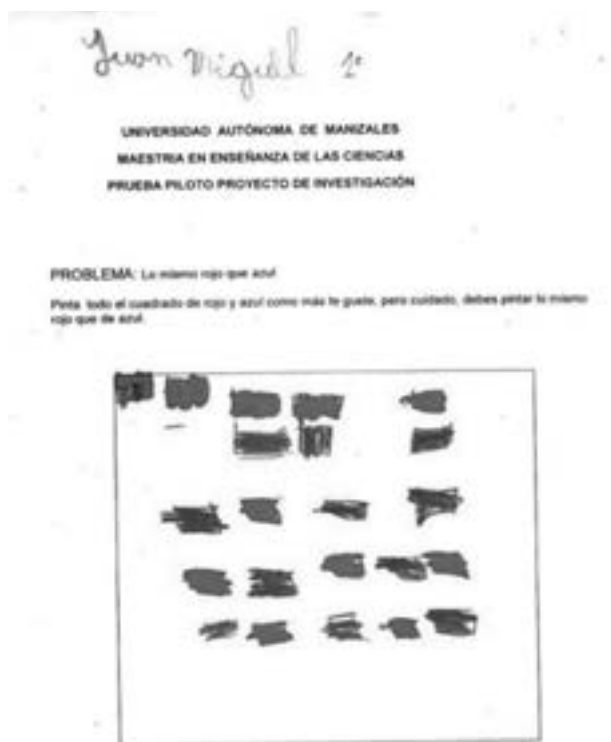 Juan Miguel 1°
UNIVERSIDAD AUTÓNOMA DE MANIZALES
MAESTRIA EN ENSEÑANZA DE LAS CIENCIAS
PRUEBA PILOTO PROYECTO DE INVESTIGACIÓN
PROBLEMA: Lo mismo rojo que azul
Pinta todo el cuadrado de rojo y azul como más te guste, pero cuidado, debes pintar lo mismo
rojo que de azul.